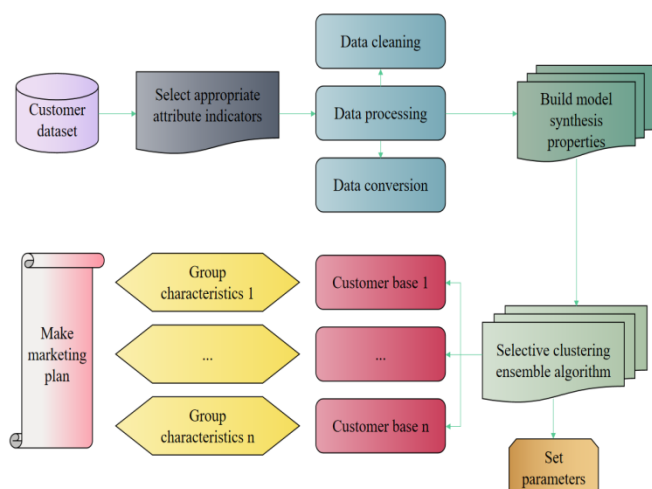 Data cleaning
Customer
dataset
Select appropriate
attribute indicators
Data processing
Build model
synthesis
properties
Data conversion
Make
marketing
plan
Group
characteristics 1
Customer base 1
...
...
Selective clustering
ensemble algorithm
Group
characteristics n
Customer base n
Set
parameters